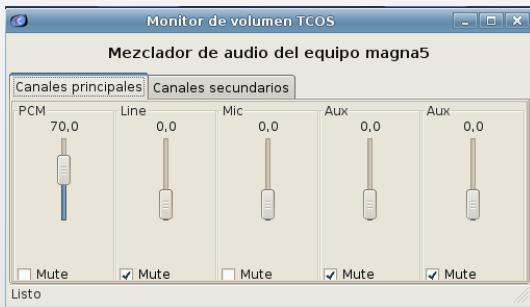 Monitor de volumen TCOS
Mezclador de audio del equipo magna5
Canales principales Canales secundarios
PCM Line Mic Aux Aux
70,0 0,0 0,0 0,0 0,0
Mute Mute Mute Mute Mute
Listo